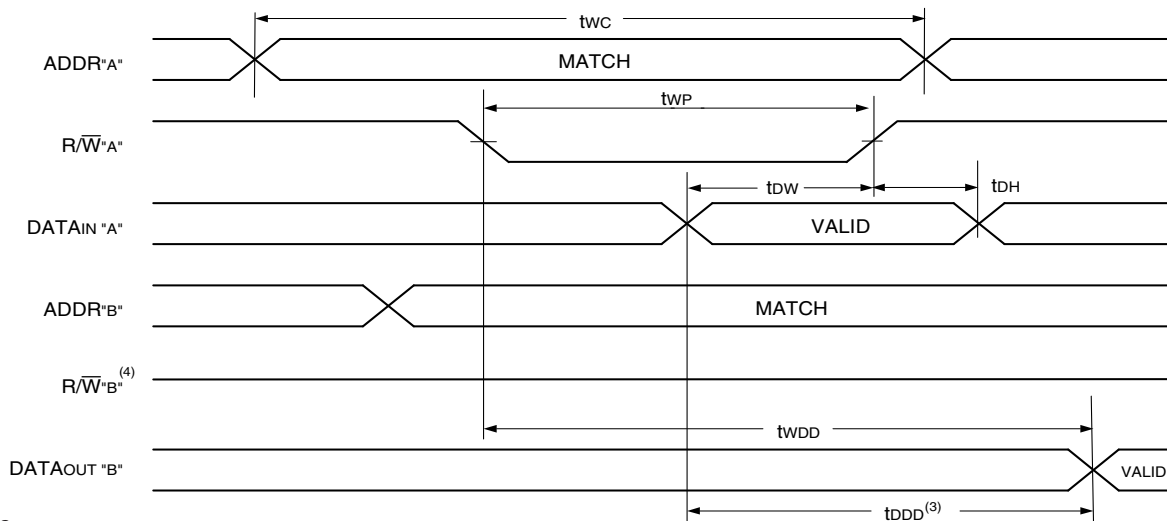 tWC
ADDR"A"
MATCH
tWP
R/W̅"A"
tDW
tDH
DATAIN "A"
VALID
ADDR"B"
MATCH
R/W̅"B"(4)
tWDD
DATAOUT "B"
VALID
tDDD(3)